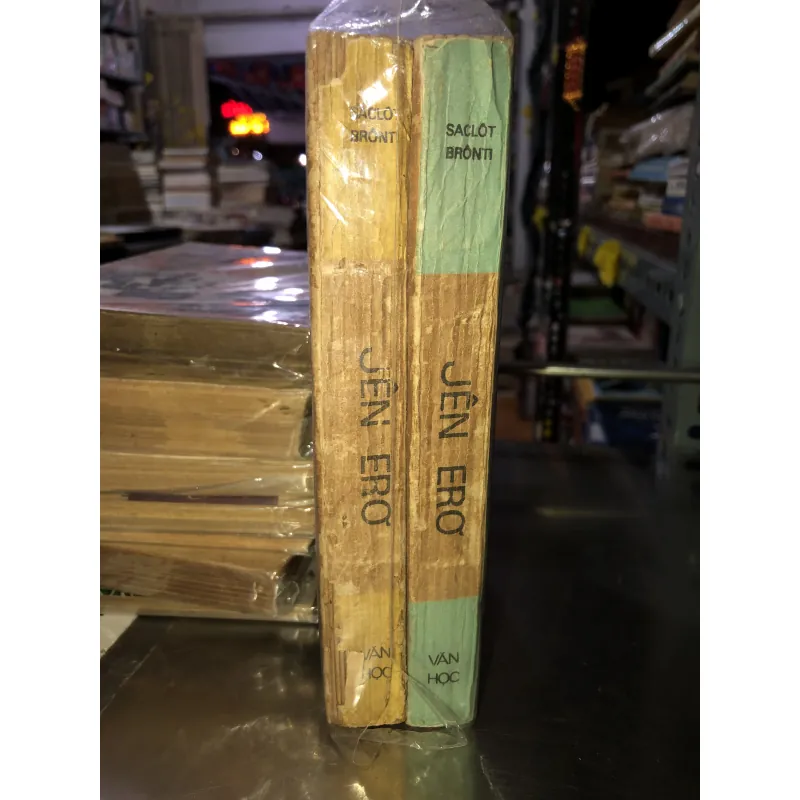 SACLÔT
BRÔNTI
JÊN ERƠ
VĂN
HỌC
SACLÔT
BRÔNTI
JÊN ERƠ
VĂN
HỌC